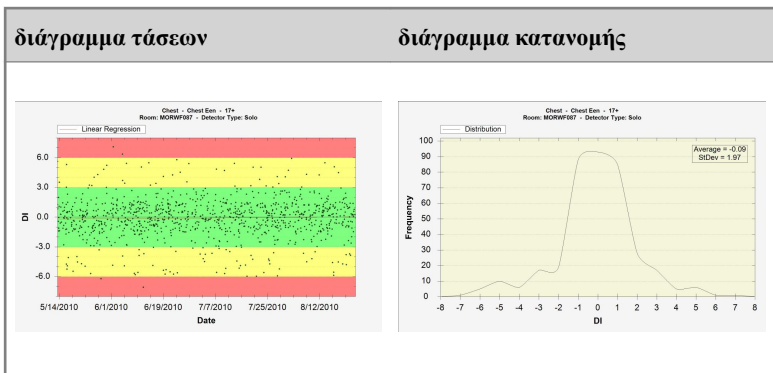 διάγραμμα τάσεων
διάγραμμα κατανομής
Chest - Chest Een - 17+
Room: MORWF087 - Detector Type: Solo
Linear Regression
6.0
3.0
0.0
-3.0
-6.0
DI
5/14/2010 6/1/2010 6/19/2010 7/7/2010 7/25/2010 8/12/2010
Date
Chest - Chest Een - 17+
Room: MORWF087 - Detector Type: Solo
Distribution
Average = -0.09
StDev = 1.97
100
90
80
70
60
50
40
30
20
10
0
Frequency
-8 -7 -6 -5 -4 -3 -2 -1 0 1 2 3 4 5 6 7 8
DI